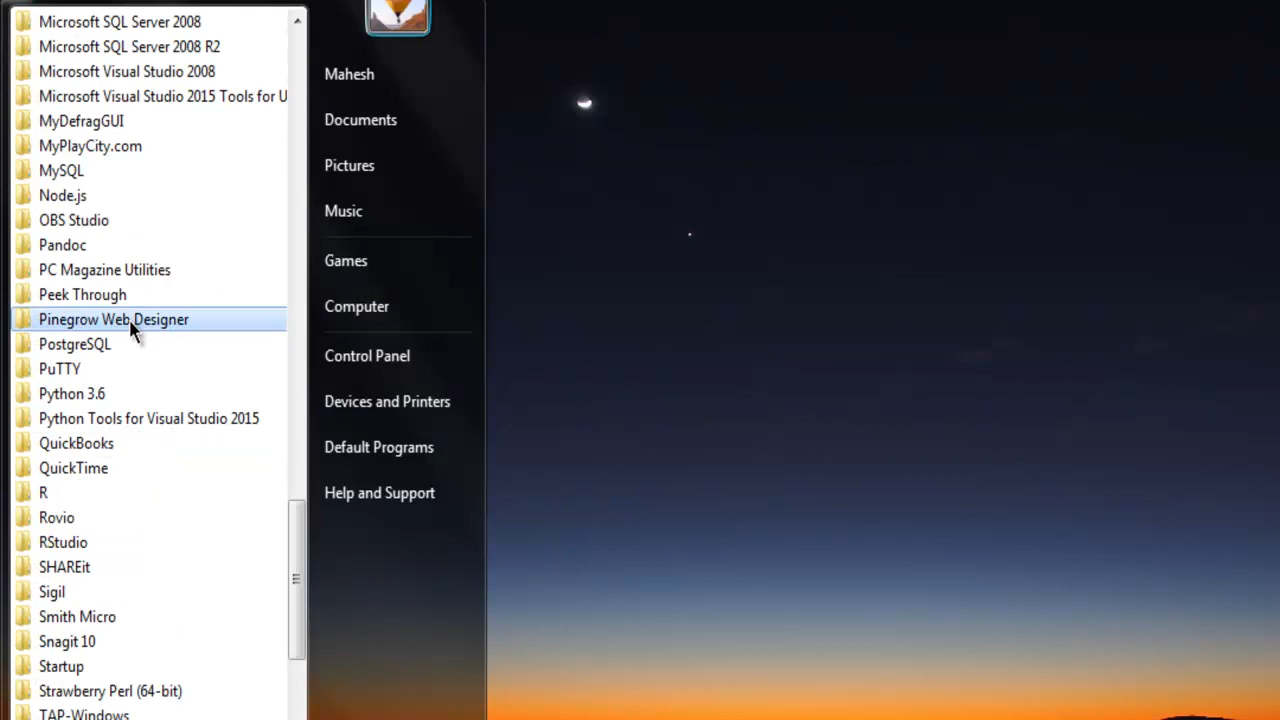 Microsoft SQL Server 2008
Microsoft SQL Server 2008 R2
Microsoft Visual Studio 2008
Microsoft Visual Studio 2015 Tools for U
MyDefragGUI
MyPlayCity.com
MySQL
Node.js
OBS Studio
Pandoc
PC Magazine Utilities
Peek Through
Pinegrow Web Designer
PostgreSQL
PuTTY
Python 3.6
Python Tools for Visual Studio 2015
QuickBooks
QuickTime
R
Rovio
RStudio
SHAREit
Sigil
Smith Micro
Snagit 10
Startup
Strawberry Perl (64-bit)
TAP-Windows
Mahesh
Documents
Pictures
Music
Games
Computer
Control Panel
Devices and Printers
Default Programs
Help and Support